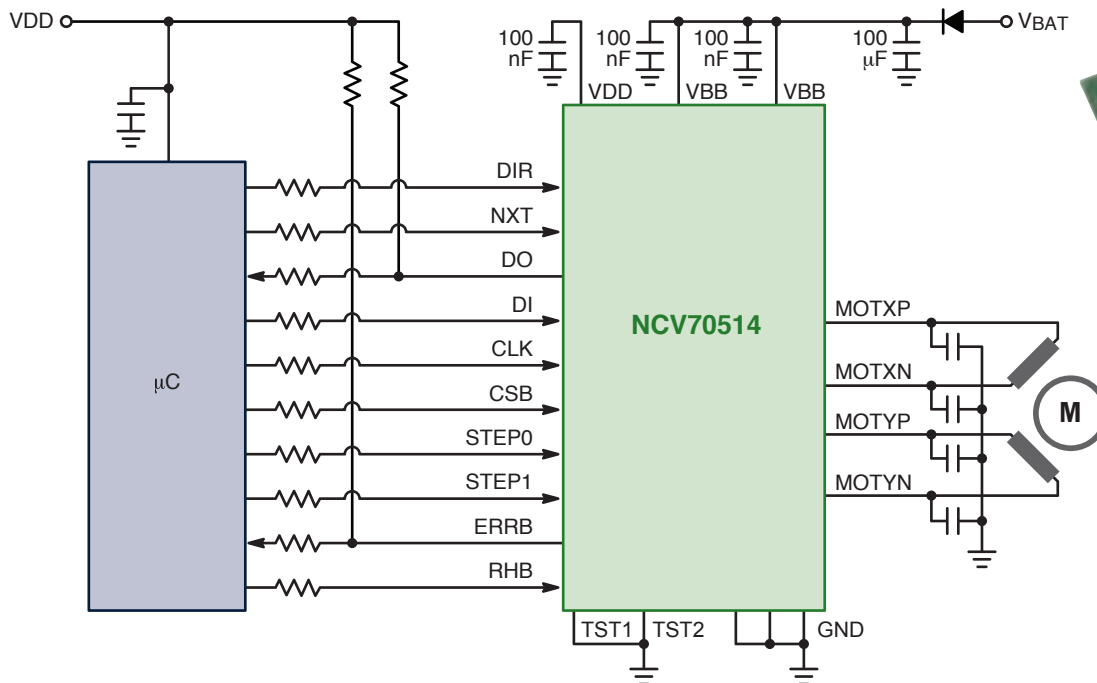 VDD
VBAT
100 nF
100 nF
100 nF
100 μF
VDD
VBB
VBB
DIR
NXT
DO
DI
CLK
CSB
STEP0
STEP1
ERRB
RHB
μC
NCV70514
MOTXP
MOTXN
MOTYP
MOTYN
M
TST1
TST2
GND